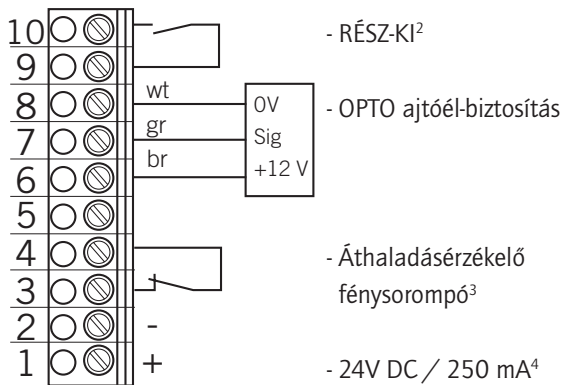 10 - RÉSZ-KI²
9
8 wt 0V - OPTO ajtóél-biztosítás
7 gr Sig
6 br +12 V
5
4 - Áthaladásérzékelő
3 fénysorompó³
2 -
1 + - 24V DC / 250 mA⁴